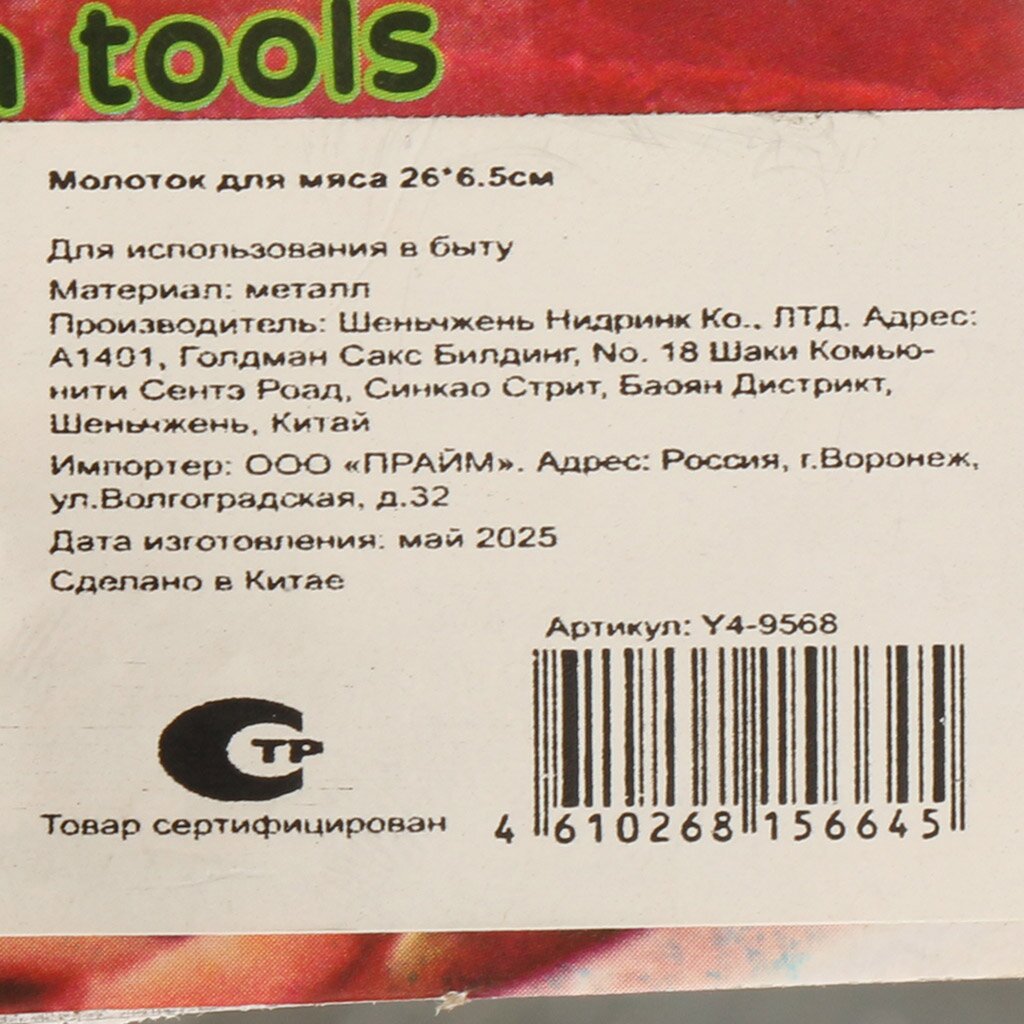 tools
Молоток для мяса 26*6.5см
Для использования в быту
Материал: металл
Производитель: Шеньчжень Нидринк Ко., ЛТД. Адрес:
А1401, Голдман Сакс Билдинг, No. 18 Шаки Комью-
нити Сентэ Роад, Синкао Стрит, Баоян Дистрикт,
Шеньчжень, Китай
Импортер: ООО «ПРАЙМ». Адрес: Россия, г.Воронеж,
ул.Волгоградская, д.32
Дата изготовления: май 2025
Сделано в Китае
Артикул: Y4-9568
ТР
Товар сертифицирован
4 610268 156645